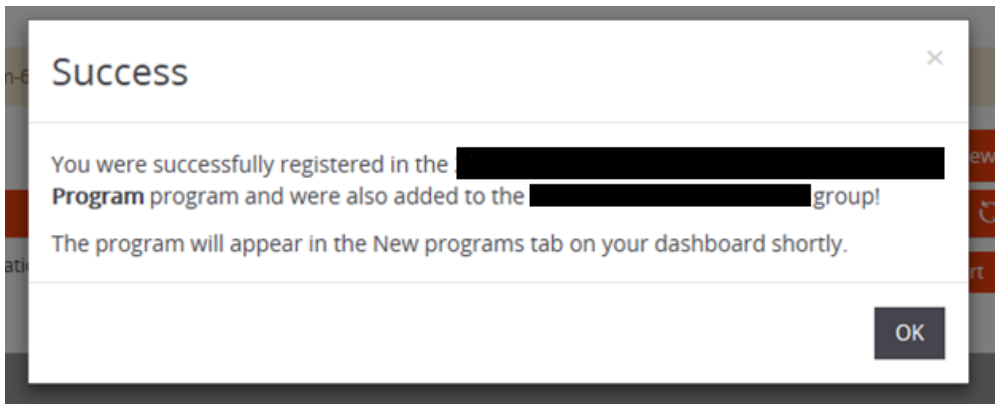 Success
×
You were successfully registered in the
Program program and were also added to the group!
The program will appear in the New programs tab on your dashboard shortly.
OK